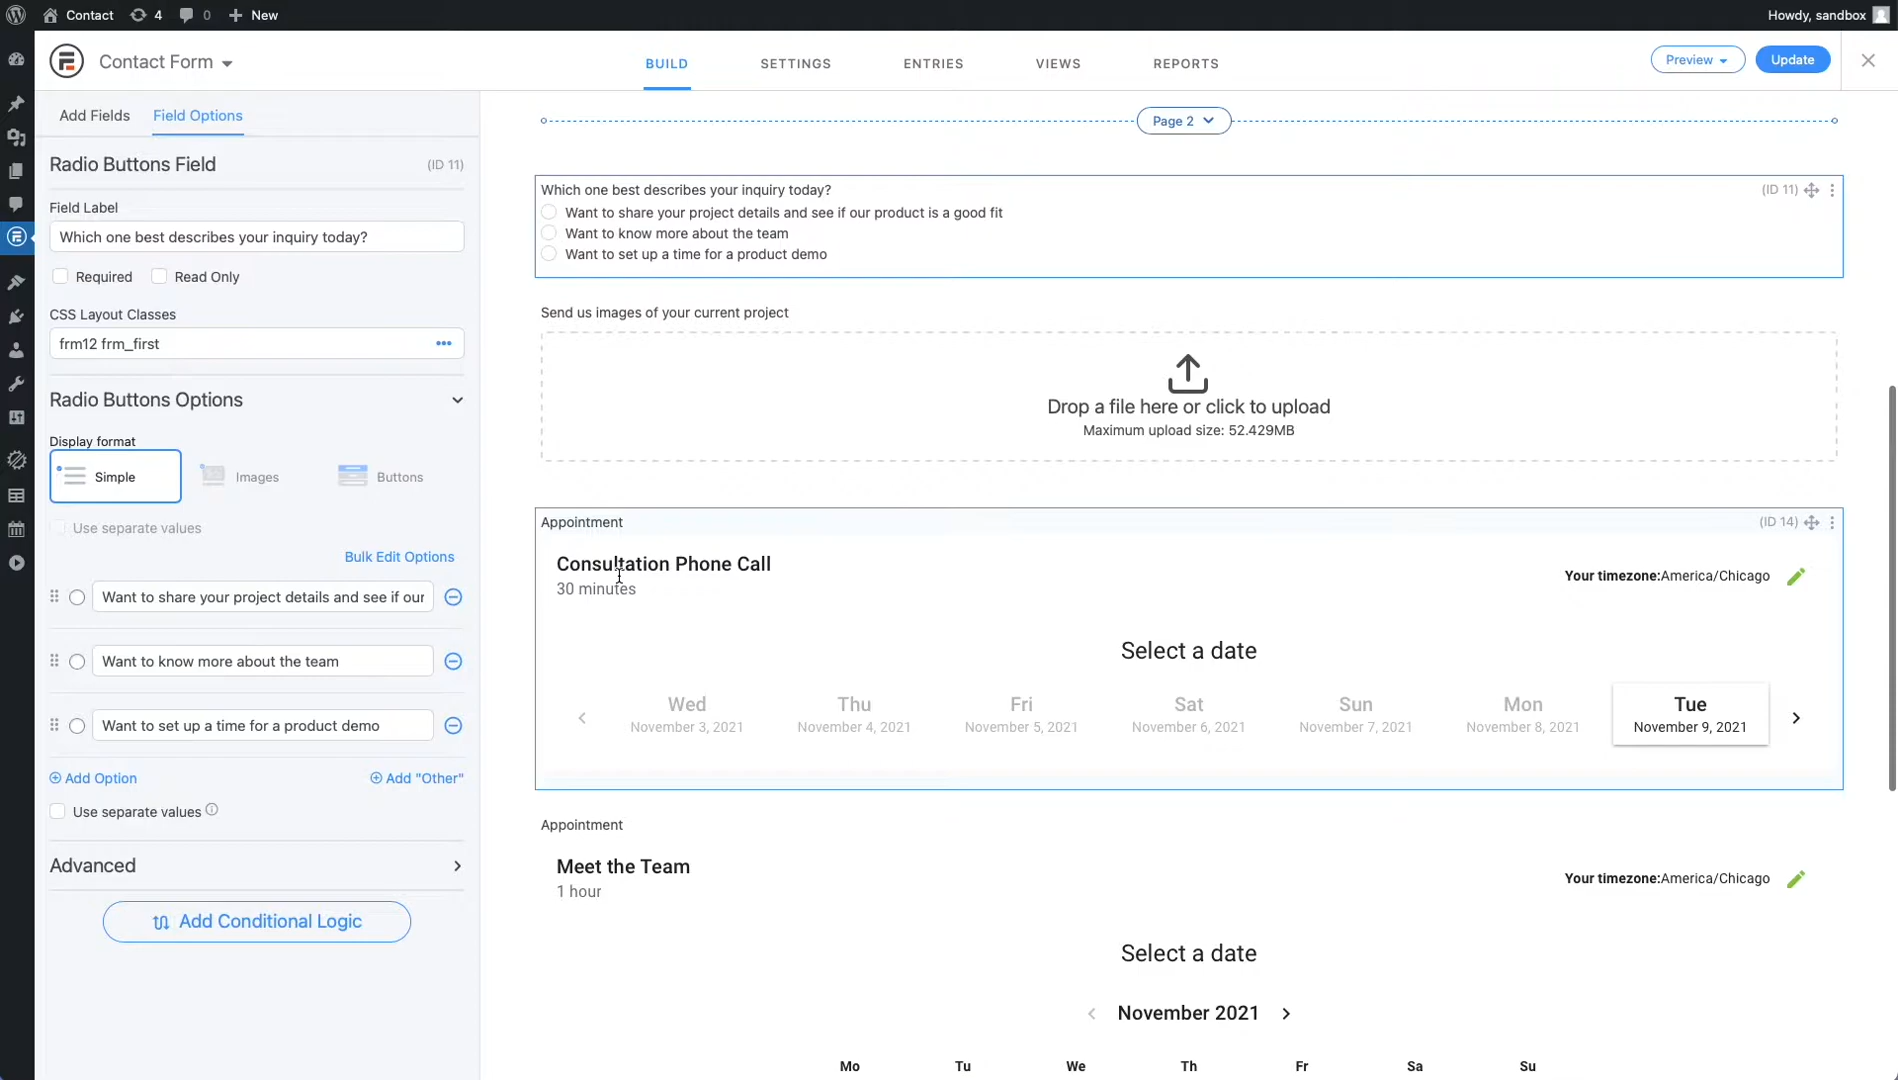 Contact 4 0 New Howdy, sandbox
Contact Form BUILD SETTINGS ENTRIES VIEWS REPORTS Preview Update
Add Fields Field Options
Page 2
Radio Buttons Field (ID 11)
Field Label
Which one best describes your inquiry today?
Required Read Only
CSS Layout Classes
frm12 frm_first
Radio Buttons Options
Display format
Simple Images Buttons
Use separate values
Bulk Edit Options
Want to share your project details and see if our
Want to know more about the team
Want to set up a time for a product demo
Add Option Add "Other"
Use separate values
Advanced
Add Conditional Logic
Which one best describes your inquiry today? (ID 11)
Want to share your project details and see if our product is a good fit
Want to know more about the team
Want to set up a time for a product demo
Send us images of your current project
Drop a file here or click to upload
Maximum upload size: 52.429MB
Appointment (ID 14)
Consultation Phone Call
30 minutes
Your timezone:America/Chicago
Select a date
Wed Thu Fri Sat Sun Mon Tue
November 3, 2021 November 4, 2021 November 5, 2021 November 6, 2021 November 7, 2021 November 8, 2021 November 9, 2021
Appointment
Meet the Team
1 hour
Your timezone:America/Chicago
Select a date
November 2021
Mo Tu We Th Fr Sa Su